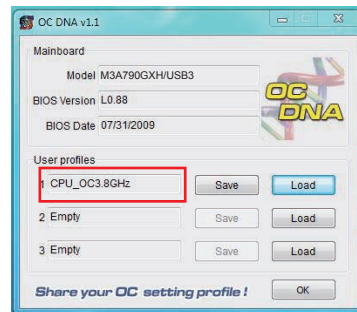 OC DNA v1.1
Mainboard
Model M3A790GXH/USB3
BIOS Version L0.88
BIOS Date 07/31/2009
OC
DNA
User profiles
1 CPU_OC3.8GHz Save Load
2 Empty Save Load
3 Empty Save Load
Share your OC setting profile! OK